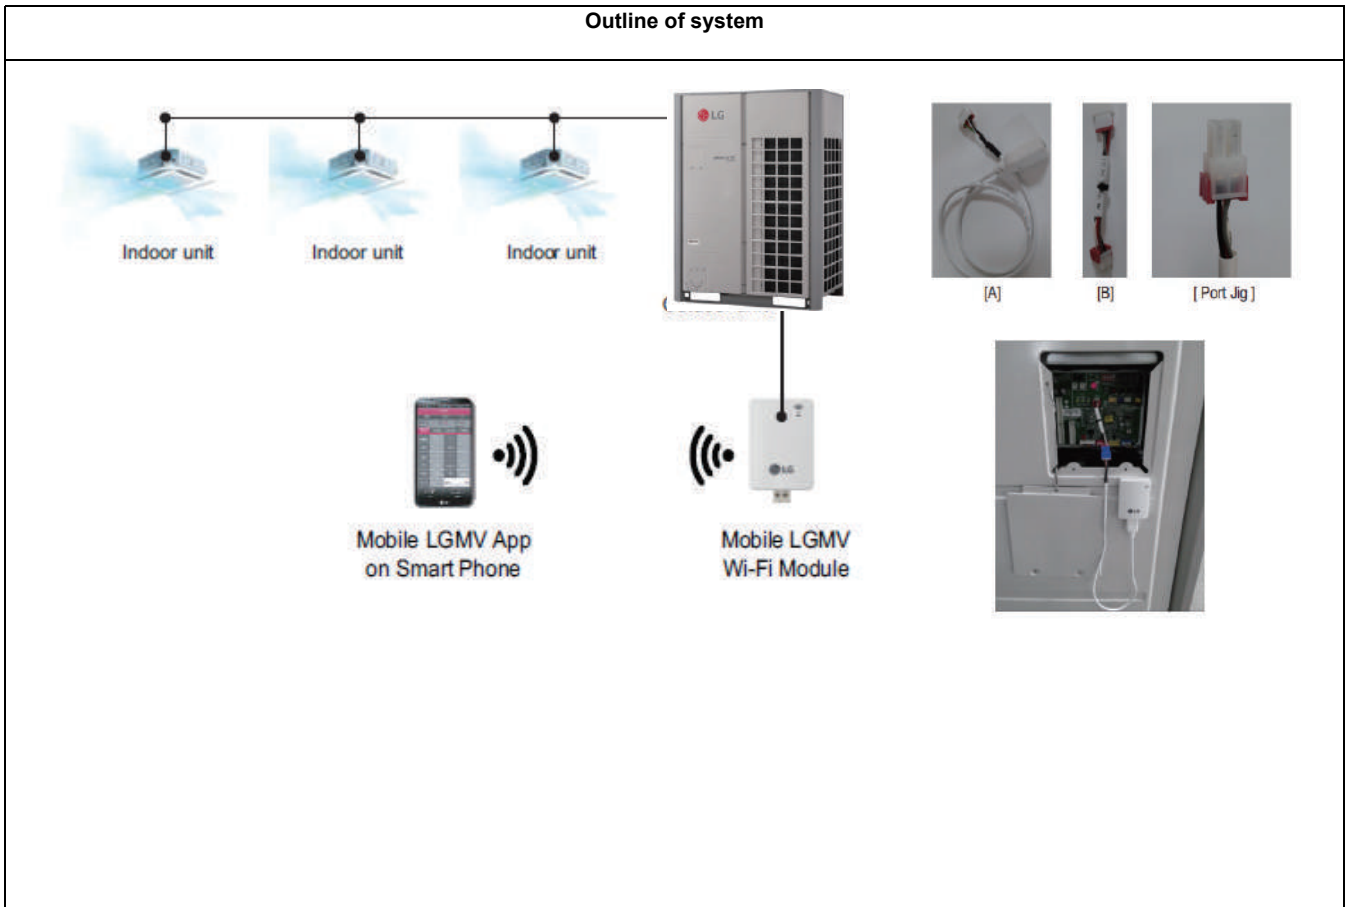 Outline of system
LG
Indoor unit
Indoor unit
Indoor unit
[A]
[B]
[ Port Jig ]
LG
Mobile LGMV App
on Smart Phone
Mobile LGMV
Wi-Fi Module
LG